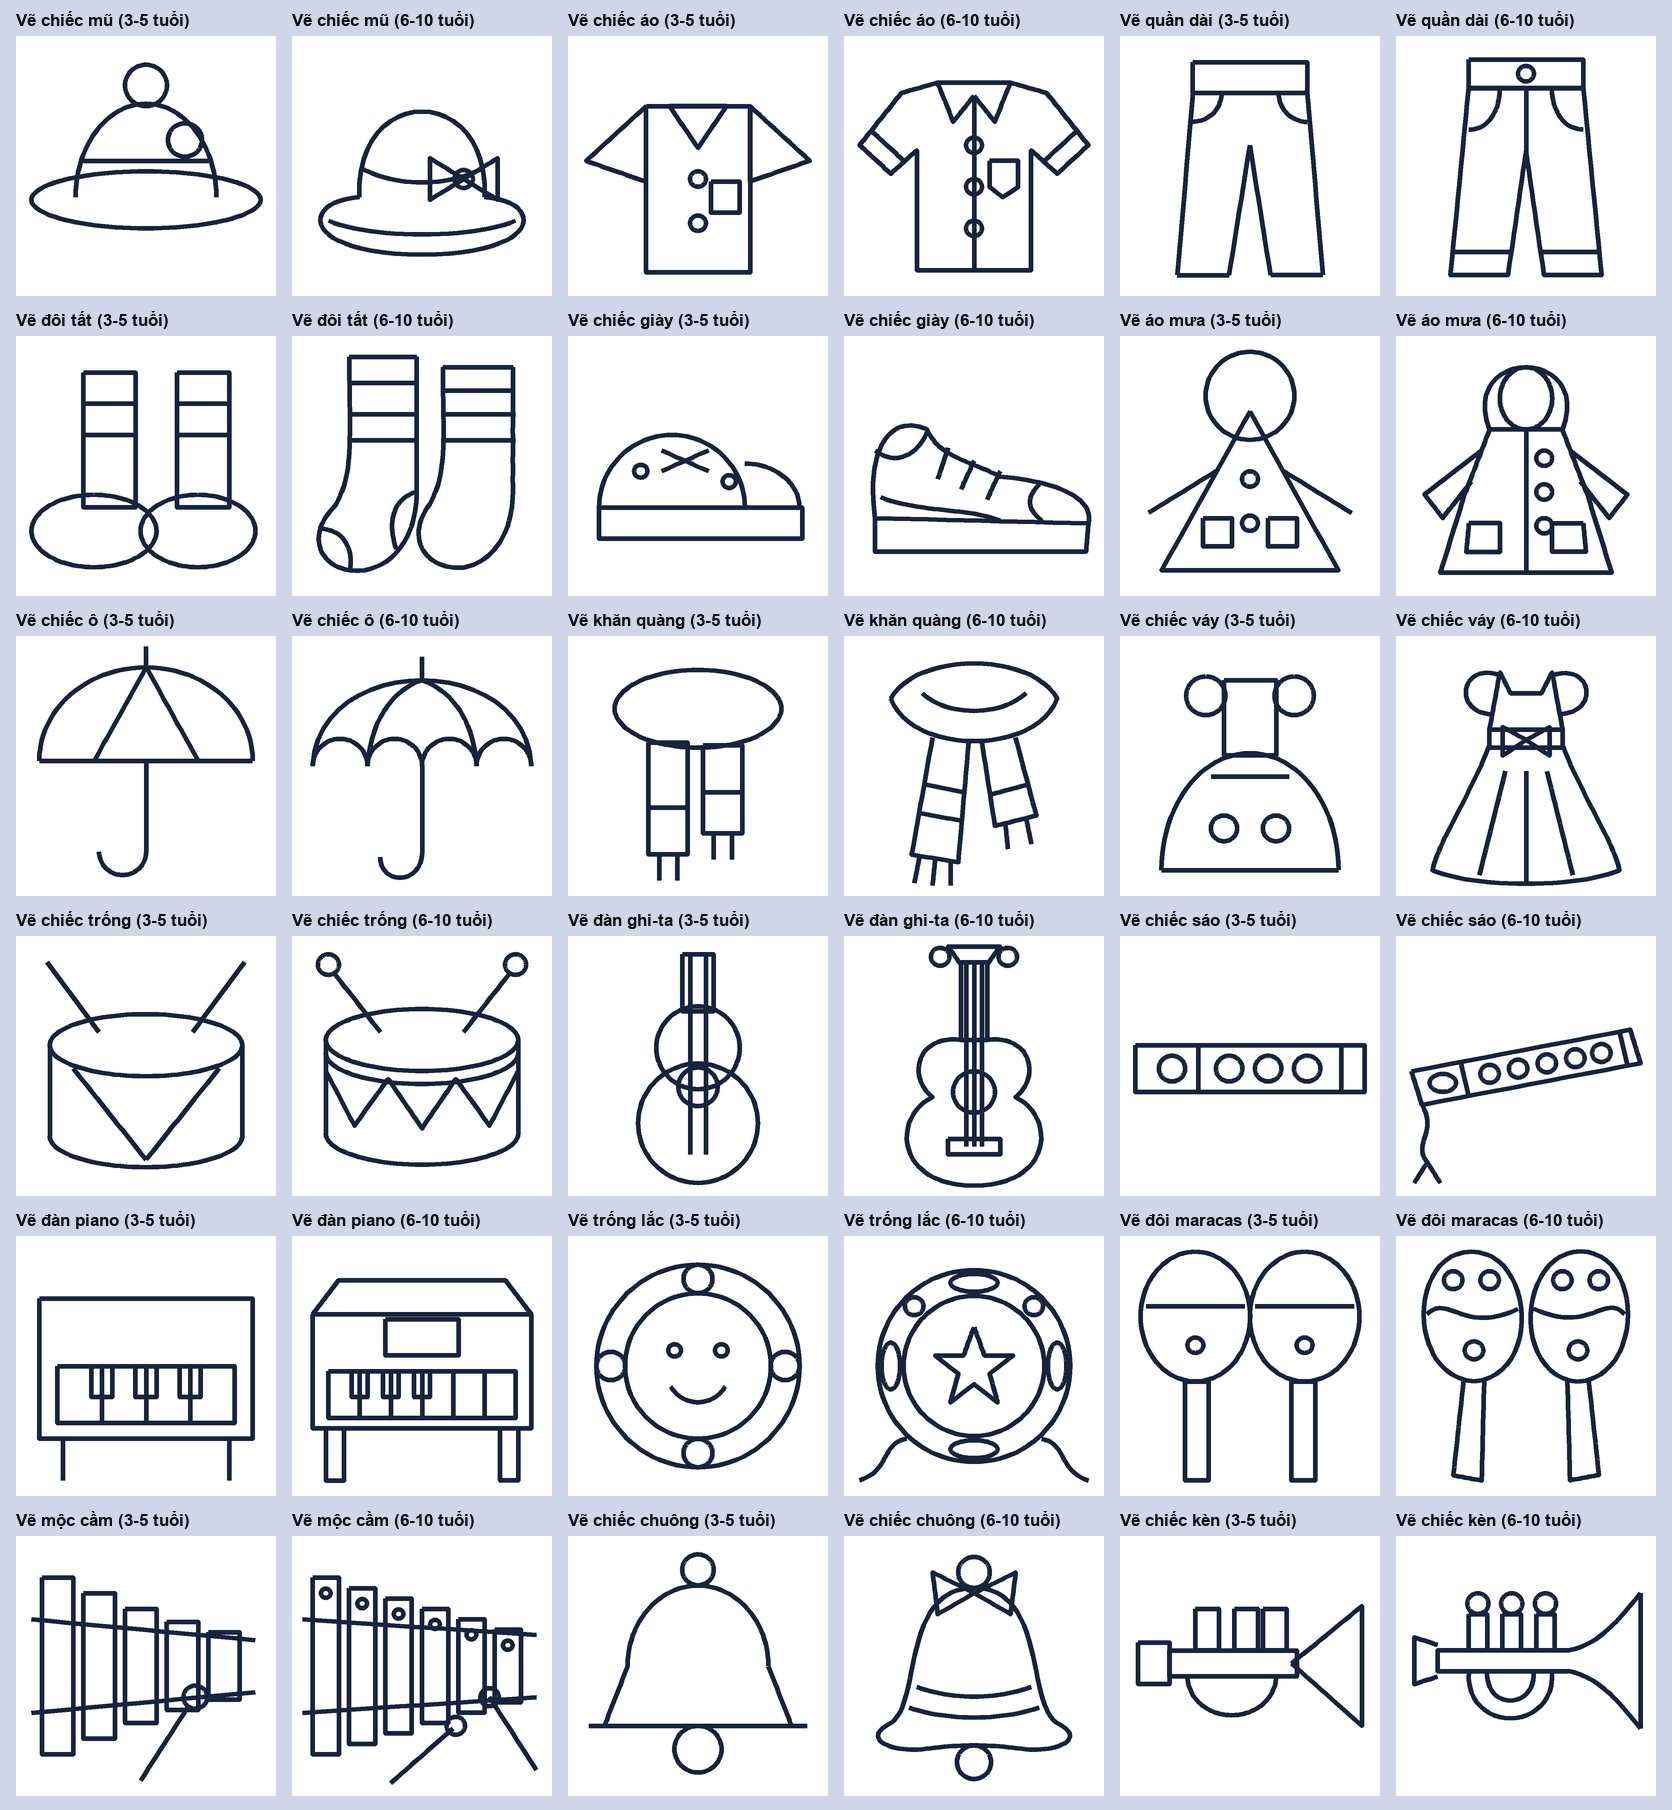 Vẽ chiếc mũ (3-5 tuổi)
Vẽ chiếc mũ (6-10 tuổi)
Vẽ chiếc áo (3-5 tuổi)
Vẽ chiếc áo (6-10 tuổi)
Vẽ quần dài (3-5 tuổi)
Vẽ quần dài (6-10 tuổi)
Vẽ đôi tất (3-5 tuổi)
Vẽ đôi tất (6-10 tuổi)
Vẽ chiếc giày (3-5 tuổi)
Vẽ chiếc giày (6-10 tuổi)
Vẽ áo mưa (3-5 tuổi)
Vẽ áo mưa (6-10 tuổi)
Vẽ chiếc ô (3-5 tuổi)
Vẽ chiếc ô (6-10 tuổi)
Vẽ khăn quàng (3-5 tuổi)
Vẽ khăn quàng (6-10 tuổi)
Vẽ chiếc váy (3-5 tuổi)
Vẽ chiếc váy (6-10 tuổi)
Vẽ chiếc trống (3-5 tuổi)
Vẽ chiếc trống (6-10 tuổi)
Vẽ đàn ghi-ta (3-5 tuổi)
Vẽ đàn ghi-ta (6-10 tuổi)
Vẽ chiếc sáo (3-5 tuổi)
Vẽ chiếc sáo (6-10 tuổi)
Vẽ đàn piano (3-5 tuổi)
Vẽ đàn piano (6-10 tuổi)
Vẽ trống lắc (3-5 tuổi)
Vẽ trống lắc (6-10 tuổi)
Vẽ đôi maracas (3-5 tuổi)
Vẽ đôi maracas (6-10 tuổi)
Vẽ mộc cầm (3-5 tuổi)
Vẽ mộc cầm (6-10 tuổi)
Vẽ chiếc chuông (3-5 tuổi)
Vẽ chiếc chuông (6-10 tuổi)
Vẽ chiếc kèn (3-5 tuổi)
Vẽ chiếc kèn (6-10 tuổi)